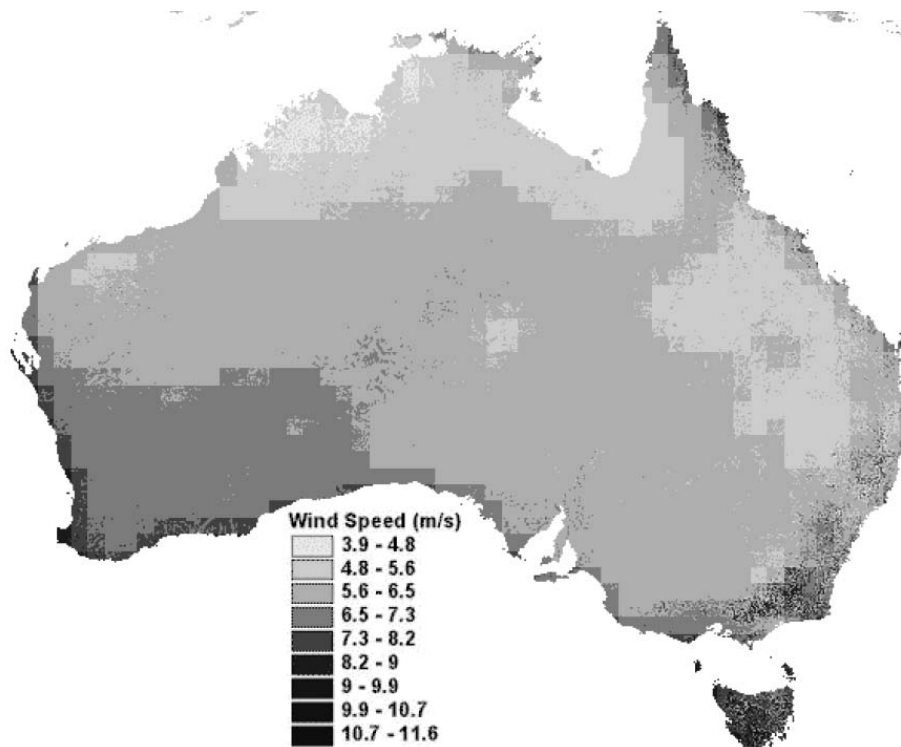 Wind Speed (m/s)
3.9 - 4.8
4.8 - 5.6
5.6 - 6.5
6.5 - 7.3
7.3 - 8.2
8.2 - 9
9 - 9.9
9.9 - 10.7
10.7 - 11.6